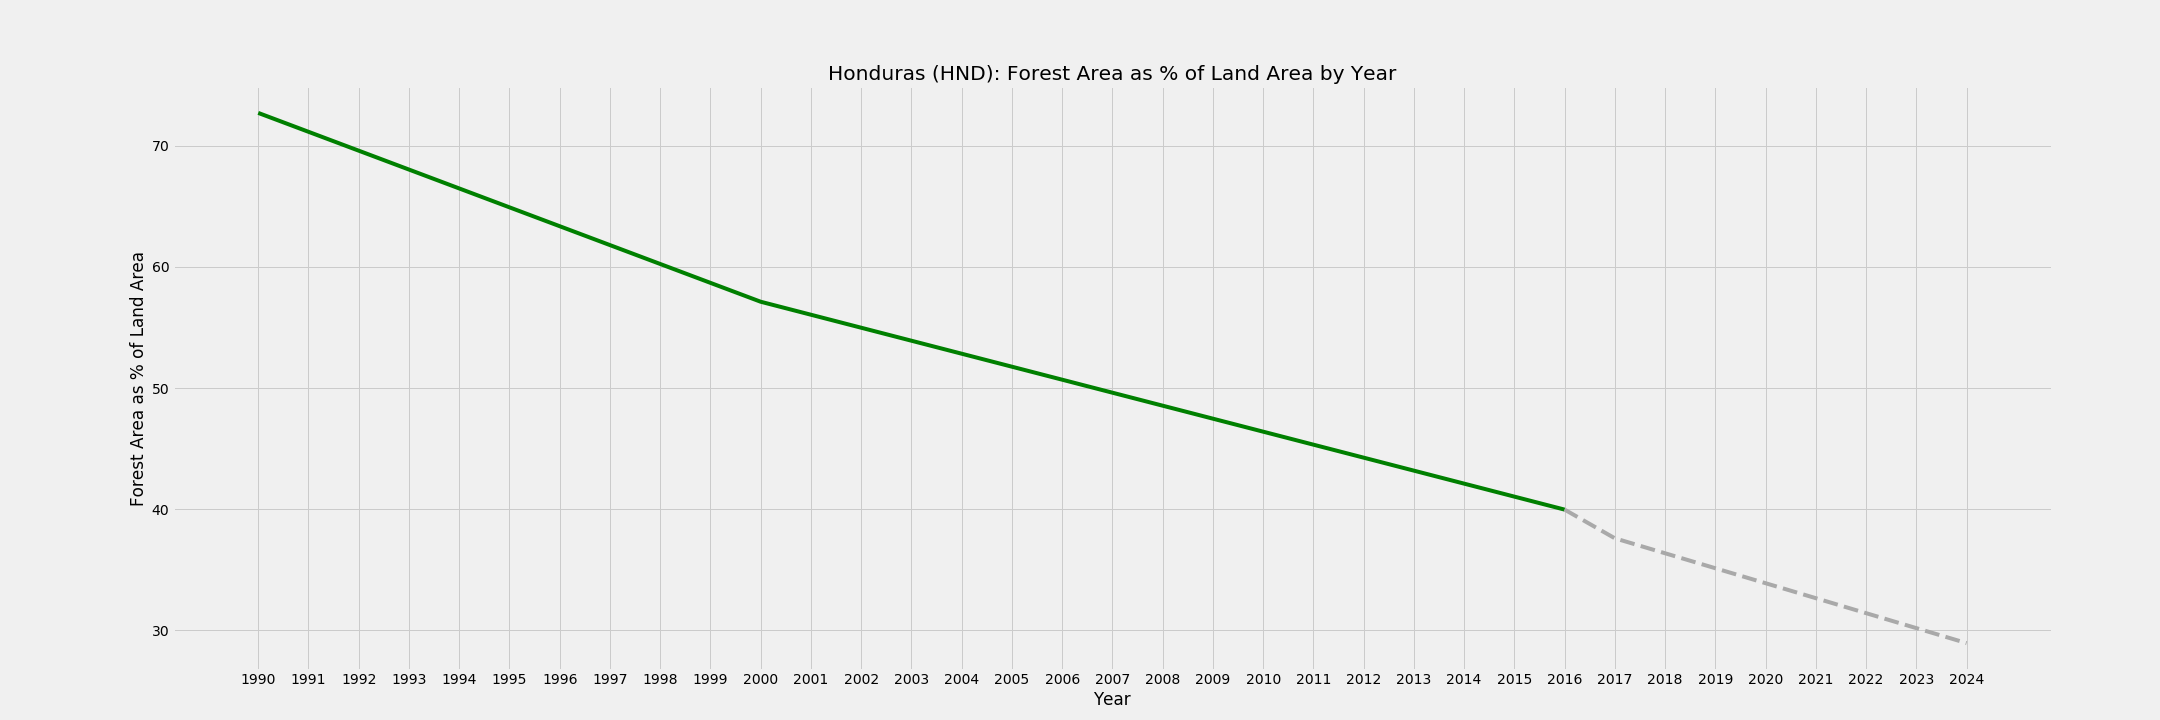 Honduras (HND): Forest Area as % of Land Area by Year
Forest Area as % of Land Area
70
60
50
40
30
1990 1991 1992 1993 1994 1995 1996 1997 1998 1999 2000 2001 2002 2003 2004 2005 2006 2007 2008 2009 2010 2011 2012 2013 2014 2015 2016 2017 2018 2019 2020 2021 2022 2023 2024
Year